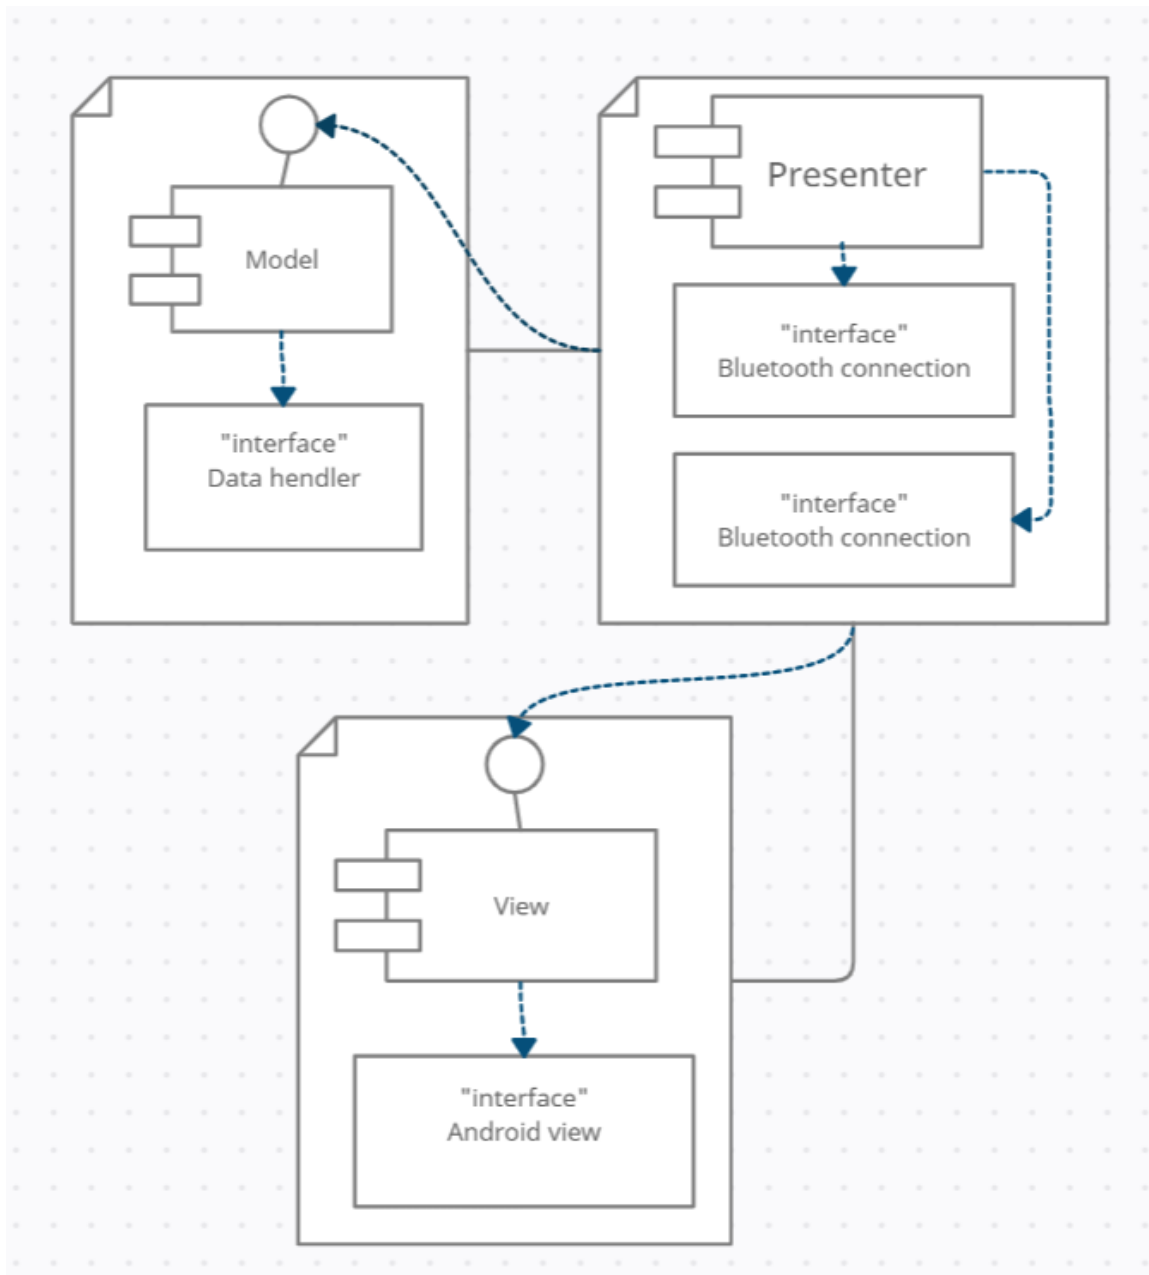 Model
"interface"
Data hendler
Presenter
"interface"
Bluetooth connection
"interface"
Bluetooth connection
View
"interface"
Android view